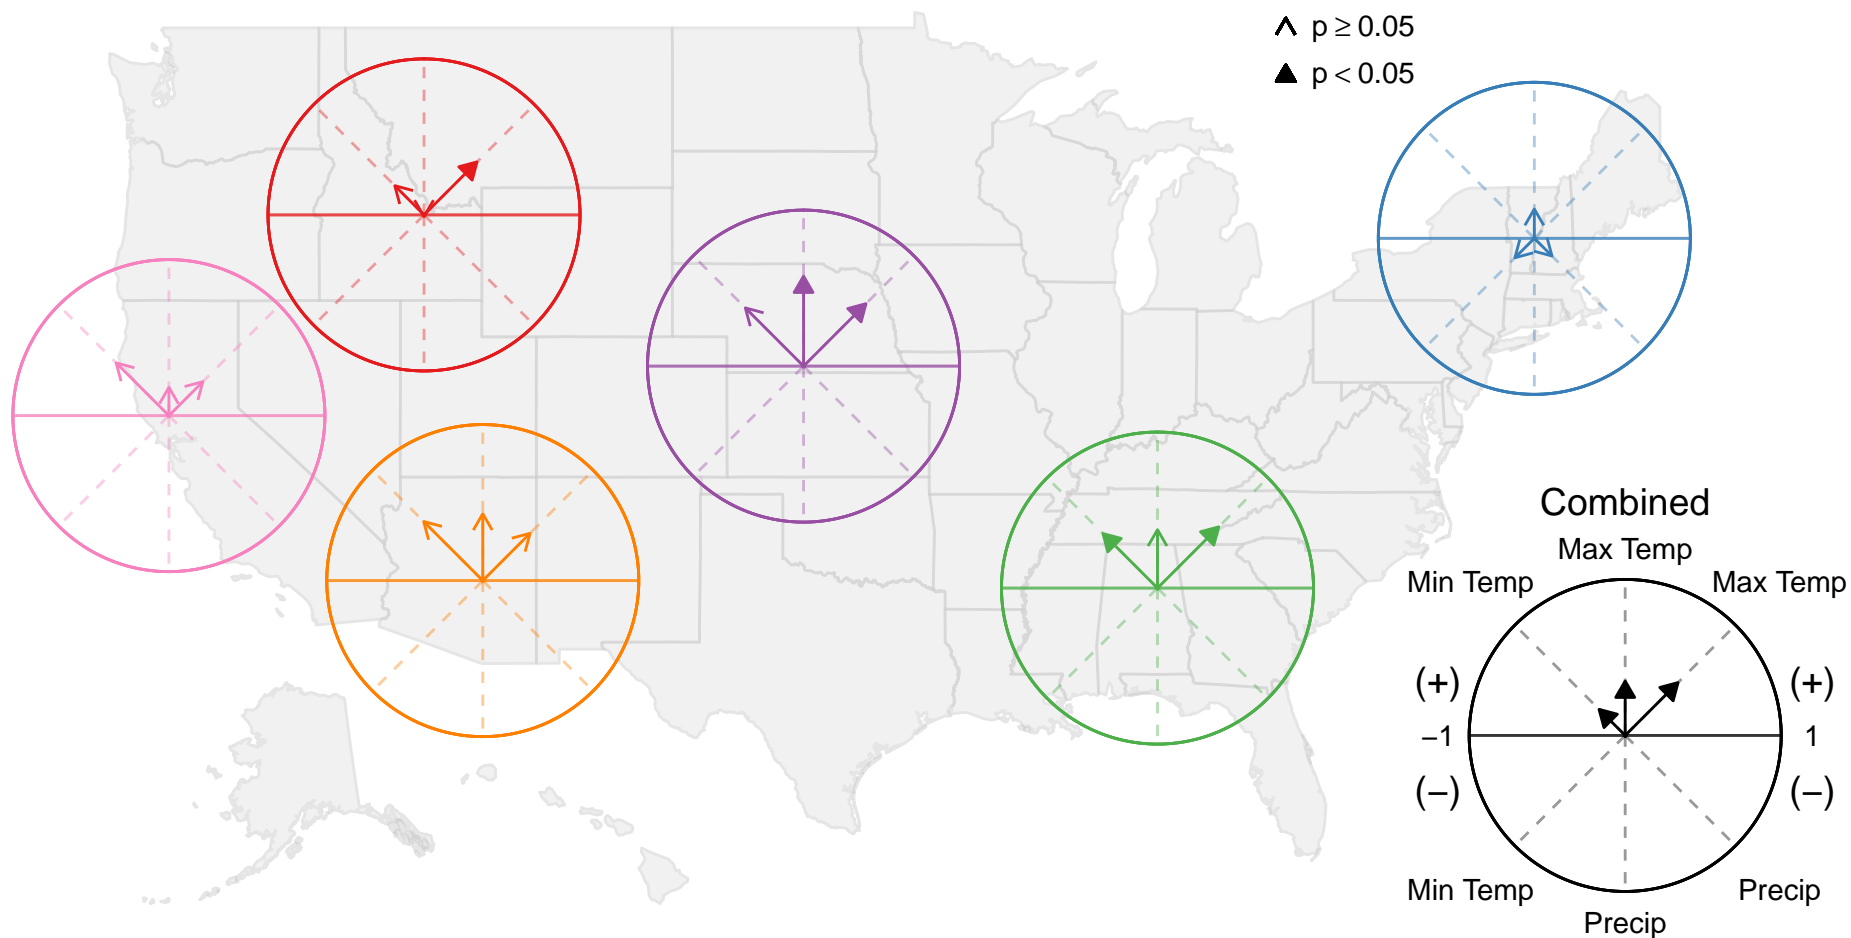 p ≥ 0.05
p < 0.05
Combined
Max Temp
Min Temp
Max Temp
(+)
(+)
−1
1
(−)
(−)
Min Temp
Precip
Precip